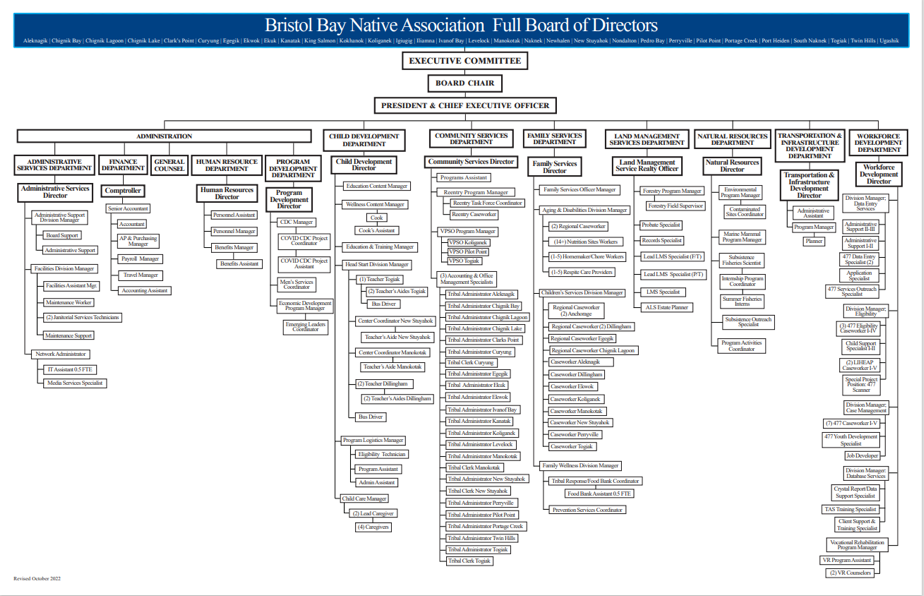 Bristol Bay Native Association Full Board of Directors
Aleknagik | Chignik Bay | Chignik Lagoon | Chignik Lake | Clark's Point | Curyung | Egegik | Ekwok | Ekuk | Kanatak | King Salmon | Kokhanok | Koliganek | Igiugig | Iliamna | Ivanof Bay | Levelock | Manokotak | Naknek | Newhalen | New Stuyahok | Nondalton | Pedro Bay | Perryville | Pilot Point | Portage Creek | Port Heiden | South Naknek | Togiak | Twin Hills | Ugashik
EXECUTIVE COMMITTEE
BOARD CHAIR
PRESIDENT & CHIEF EXECUTIVE OFFICER
ADMINISTRATION
ADMINISTRATIVE
SERVICES DEPARTMENT
Administrative Services
Director
Administrative Support
Division Manager
Board Support
Administrative Support
Facilities Division Manager
Facilities Assistant Mgr.
Maintenance Worker
(2) Janitorial Services Technicians
Maintenance Support
Network Administrator
IT Assistant 0.5 FTE
Media Services Specialist
FINANCE
DEPARTMENT
Comptroller
Senior Accountant
Accountant
AP & Purchasing
Manager
Payroll Manager
Travel Manager
Accounting Assistant
GENERAL
COUNSEL
HUMAN RESOURCE
DEPARTMENT
Human Resources
Director
Personnel Assistant
Personnel Manager
Benefits Manager
Benefits Assistant
PROGRAM
DEVELOPMENT
DEPARTMENT
Program
Development
Director
CDC Manager
COVID CDC Project
Coordinator
COVID CDC Project
Assistant
Men's Services
Coordinator
Economic Development
Program Manager
Emerging Leaders
Coordinator
CHILD DEVELOPMENT
DEPARTMENT
Child Development
Director
Education Content Manager
Wellness Content Manager
Cook
Cook's Assistant
Education & Training Manager
Head Start Division Manager
(1) Teacher Togiak
(2) Teacher's Aides Togiak
Bus Driver
Center Coordinator New Stuyahok
Teacher's Aide New Stuyahok
Center Coordinator Manokotak
Teacher's Aide Manokotak
(2) Teacher Dillingham
(2) Teacher's Aides Dillingham
Bus Driver
Program Logistics Manager
Eligibility Technician
Program Assistant
Admin Assistant
Child Care Manager
(2) Lead Caregiver
(4) Caregivers
COMMUNITY SERVICES
DEPARTMENT
Community Services Director
Programs Assistant
Reentry Program Manager
Reentry Task Force Coordinator
Reentry Caseworker
VPSO Program Manager
VPSO Koliganek
VPSO Pilot Point
VPSO Togiak
(3) Accounting & Office
Management Specialists
Tribal Administrator Aleknagik
Tribal Administrator Chignik Bay
Tribal Administrator Chignik Lagoon
Tribal Administrator Chignik Lake
Tribal Administrator Clarks Point
Tribal Administrator Curyung
Tribal Clerk Curyung
Tribal Administrator Egegik
Tribal Administrator Ekuk
Tribal Administrator Ekwok
Tribal Administrator Ivanof Bay
Tribal Administrator Kanatak
Tribal Administrator Koliganek
Tribal Administrator Levelock
Tribal Administrator Manokotak
Tribal Clerk Manokotak
Tribal Administrator New Stuyahok
Tribal Clerk New Stuyahok
Tribal Administrator Perryville
Tribal Administrator Pilot Point
Tribal Administrator Portage Creek
Tribal Administrator Twin Hills
Tribal Administrator Togiak
Tribal Clerk Togiak
FAMILY SERVICES
DEPARTMENT
Family Services
Director
Family Services Officer Manager
Aging & Disabilities Division Manager
(2) Regional Caseworker
(14+) Nutrition Sites Workers
(1-5) Homemaker/Chore Workers
(1-5) Respite Care Providers
Children's Services Division Manager
Regional Caseworker
(2) Anchorage
Regional Caseworker (2) Dillingham
Regional Caseworker Egegik
Regional Caseworker Chignik Lagoon
Caseworker Aleknagik
Caseworker Dillingham
Caseworker Ekwok
Caseworker Koliganek
Caseworker Manokotak
Caseworker New Stuyahok
Caseworker Perryville
Caseworker Togiak
Family Wellness Division Manager
Tribal Response/Food Bank Coordinator
Food Bank Assistant 0.5 FTE
Prevention Services Coordinator
LAND MANAGEMENT
SERVICES DEPARTMENT
Land Management
Service Realty Officer
Forestry Program Manager
Forestry Field Supervisor
Probate Specialist
Records Specialist
Lead LMS Specialist (F/T)
Lead LMS Specialist (P/T)
LMS Specialist
ALS Estate Planner
NATURAL RESOURCES
DEPARTMENT
Natural Resources
Director
Environmental
Program Manager
Contaminated
Sites Coordinator
Marine Mammal
Program Manager
Subsistence
Fisheries Scientist
Internship Program
Coordinator
Summer Fisheries
Interns
Subsistence Outreach
Specialist
Program Activities
Coordinator
TRANSPORTATION &
INFRASTRUCTURE
DEVELOPMENT
DEPARTMENT
Transportation &
Infrastructure
Development
Director
Administrative
Assistant
Program Manager
Planner
WORKFORCE
DEVELOPMENT
DEPARTMENT
Workforce
Development
Director
Division Manager;
Data Entry
Services
Administrative
Support II-III
Administrative
Support I-II
477 Data Entry
Specialist (2)
Application
Specialist
477 Services Outreach
Specialist
Division Manager;
Eligibility
(3) 477 Eligibility
Caseworker I-IV
Child Support
Specialist I-II
(2) LIHEAP
Caseworker I-V
Special Project
Position: 477
Scanner
Division Manager;
Case Management
(7) 477 Caseworker I-V
477 Youth Development
Specialist
Job Developer
Division Manager;
Database Services
Crystal Report/Data
Support Specialist
TAS Training Specialist
Client Support &
Training Specialist
Vocational Rehabilitation
Program Manager
VR Program Assistant
(2) VR Counselors
Revised October 2022